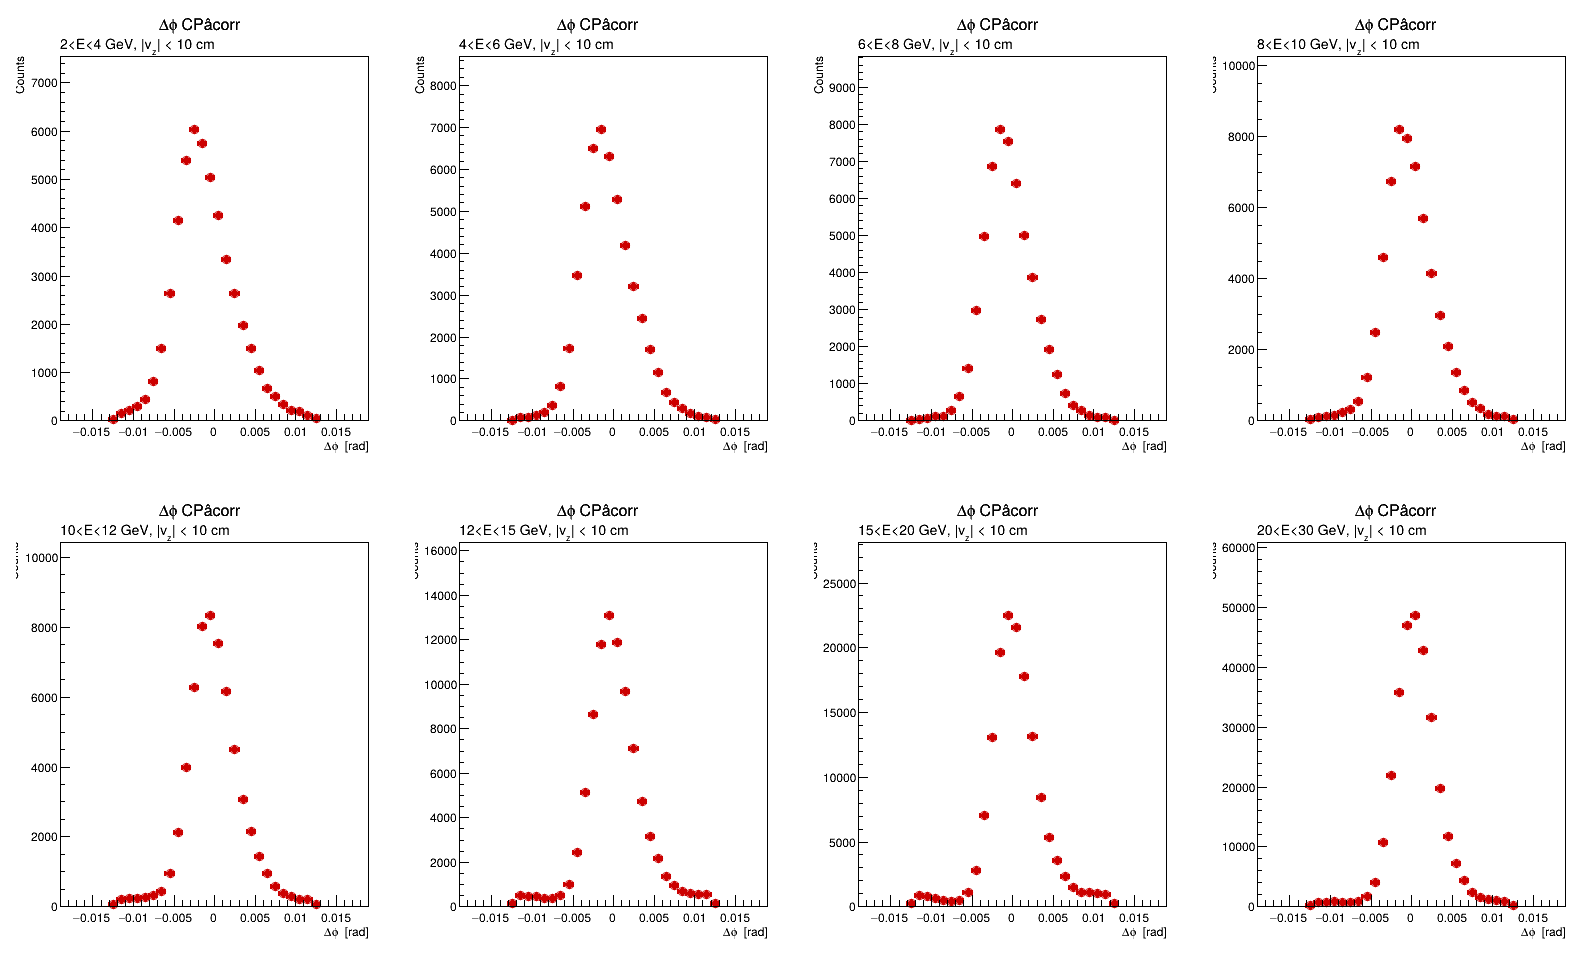 Δϕ CPâcorr
2<E<4 GeV, |v_z| < 10 cm
Counts
7000
6000
5000
4000
3000
2000
1000
0
−0.015 −0.01 −0.005 0 0.005 0.01 0.015
Δϕ [rad]
Δϕ CPâcorr
4<E<6 GeV, |v_z| < 10 cm
Counts
8000
7000
6000
5000
4000
3000
2000
1000
0
−0.015 −0.01 −0.005 0 0.005 0.01 0.015
Δϕ [rad]
Δϕ CPâcorr
6<E<8 GeV, |v_z| < 10 cm
Counts
9000
8000
7000
6000
5000
4000
3000
2000
1000
0
−0.015 −0.01 −0.005 0 0.005 0.01 0.015
Δϕ [rad]
Δϕ CPâcorr
8<E<10 GeV, |v_z| < 10 cm
Counts
10000
8000
6000
4000
2000
0
−0.015 −0.01 −0.005 0 0.005 0.01 0.015
Δϕ [rad]
Δϕ CPâcorr
10<E<12 GeV, |v_z| < 10 cm
Counts
10000
8000
6000
4000
2000
0
−0.015 −0.01 −0.005 0 0.005 0.01 0.015
Δϕ [rad]
Δϕ CPâcorr
12<E<15 GeV, |v_z| < 10 cm
Counts
16000
14000
12000
10000
8000
6000
4000
2000
0
−0.015 −0.01 −0.005 0 0.005 0.01 0.015
Δϕ [rad]
Δϕ CPâcorr
15<E<20 GeV, |v_z| < 10 cm
Counts
25000
20000
15000
10000
5000
0
−0.015 −0.01 −0.005 0 0.005 0.01 0.015
Δϕ [rad]
Δϕ CPâcorr
20<E<30 GeV, |v_z| < 10 cm
Counts
60000
50000
40000
30000
20000
10000
0
−0.015 −0.01 −0.005 0 0.005 0.01 0.015
Δϕ [rad]